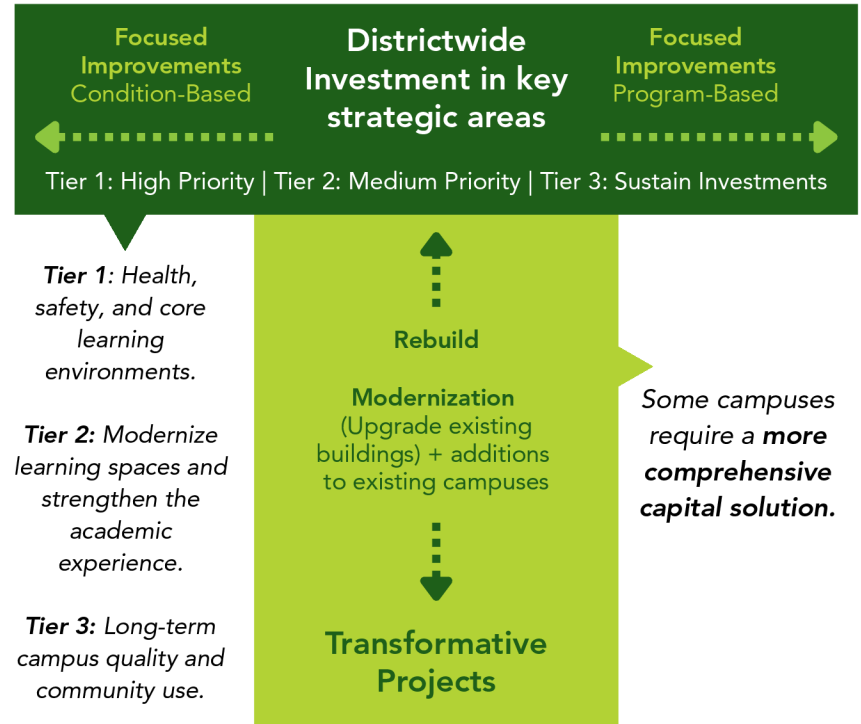 Focused
Improvements
Condition-Based
Districtwide
Investment in key
strategic areas
Focused
Improvements
Program-Based
Tier 1: High Priority | Tier 2: Medium Priority | Tier 3: Sustain Investments
Tier 1: Health,
safety, and core
learning
environments.
Tier 2: Modernize
learning spaces and
strengthen the
academic
experience.
Tier 3: Long-term
campus quality and
community use.
Rebuild
Modernization
(Upgrade existing
buildings) + additions
to existing campuses
Transformative
Projects
Some campuses
require a more
comprehensive
capital solution.